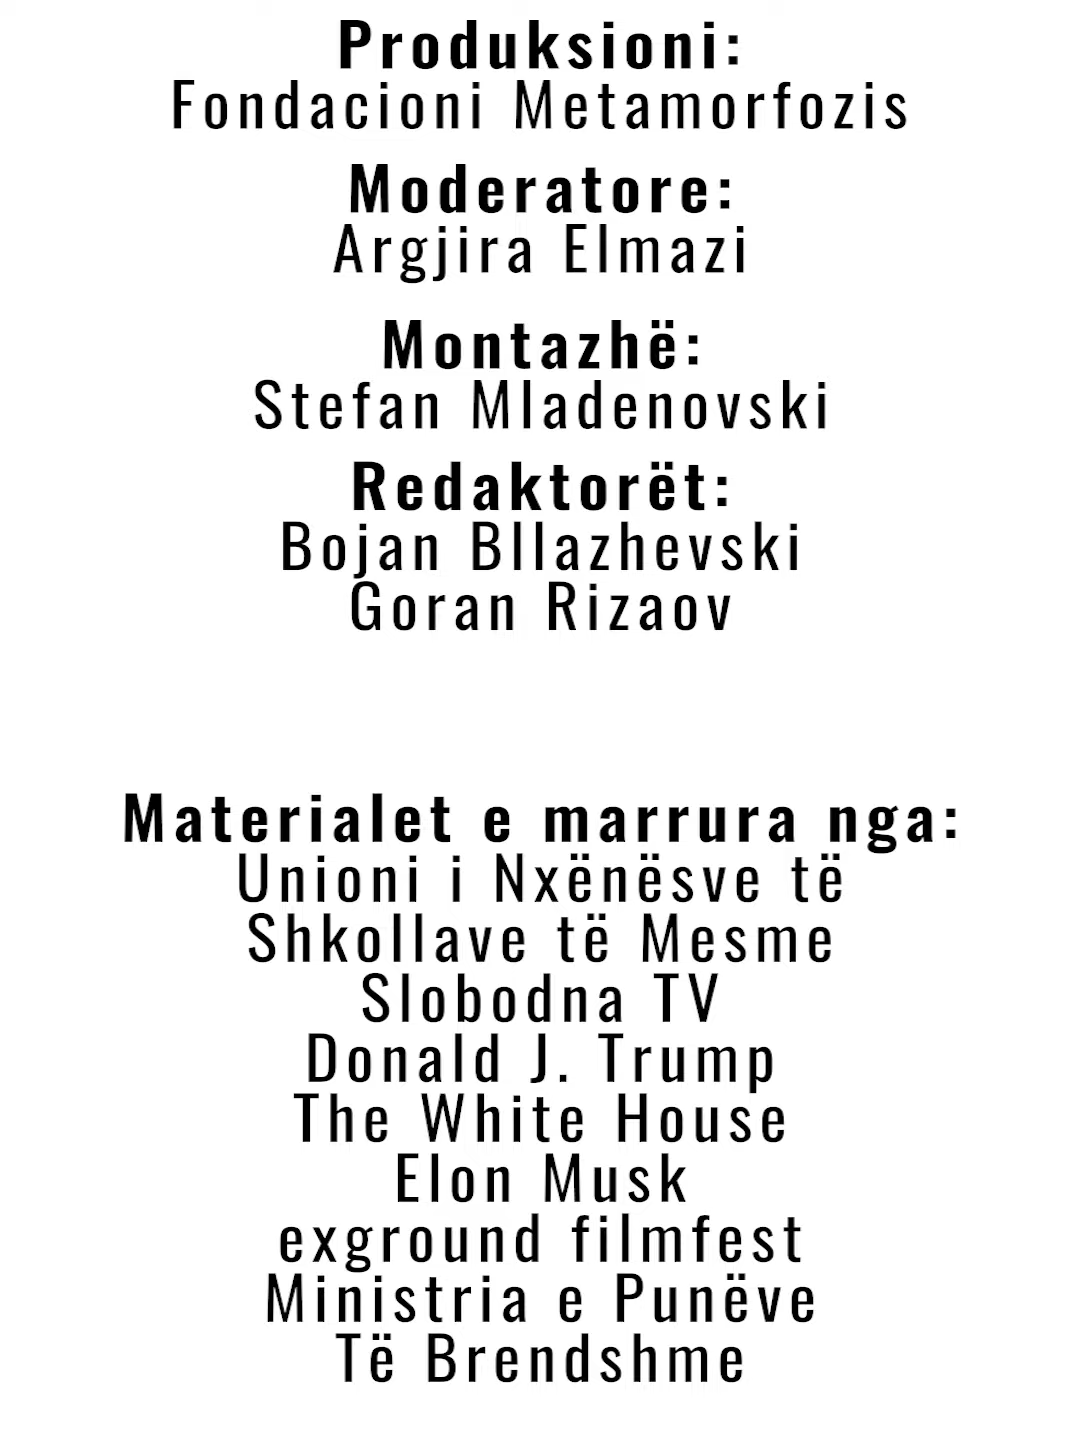 Produksioni:
Fondacioni Metamorfozis
Moderatore:
Argjira Elmazi
Montazhë:
Stefan Mladenovski
Redaktorët:
Bojan Bllazhevski
Goran Rizaov
Materialet e marrura nga:
Unioni i Nxënësve të
Shkollave të Mesme
Slobodna TV
Donald J. Trump
The White House
Elon Musk
exground filmfest
Ministria e Punëve
Të Brendshme